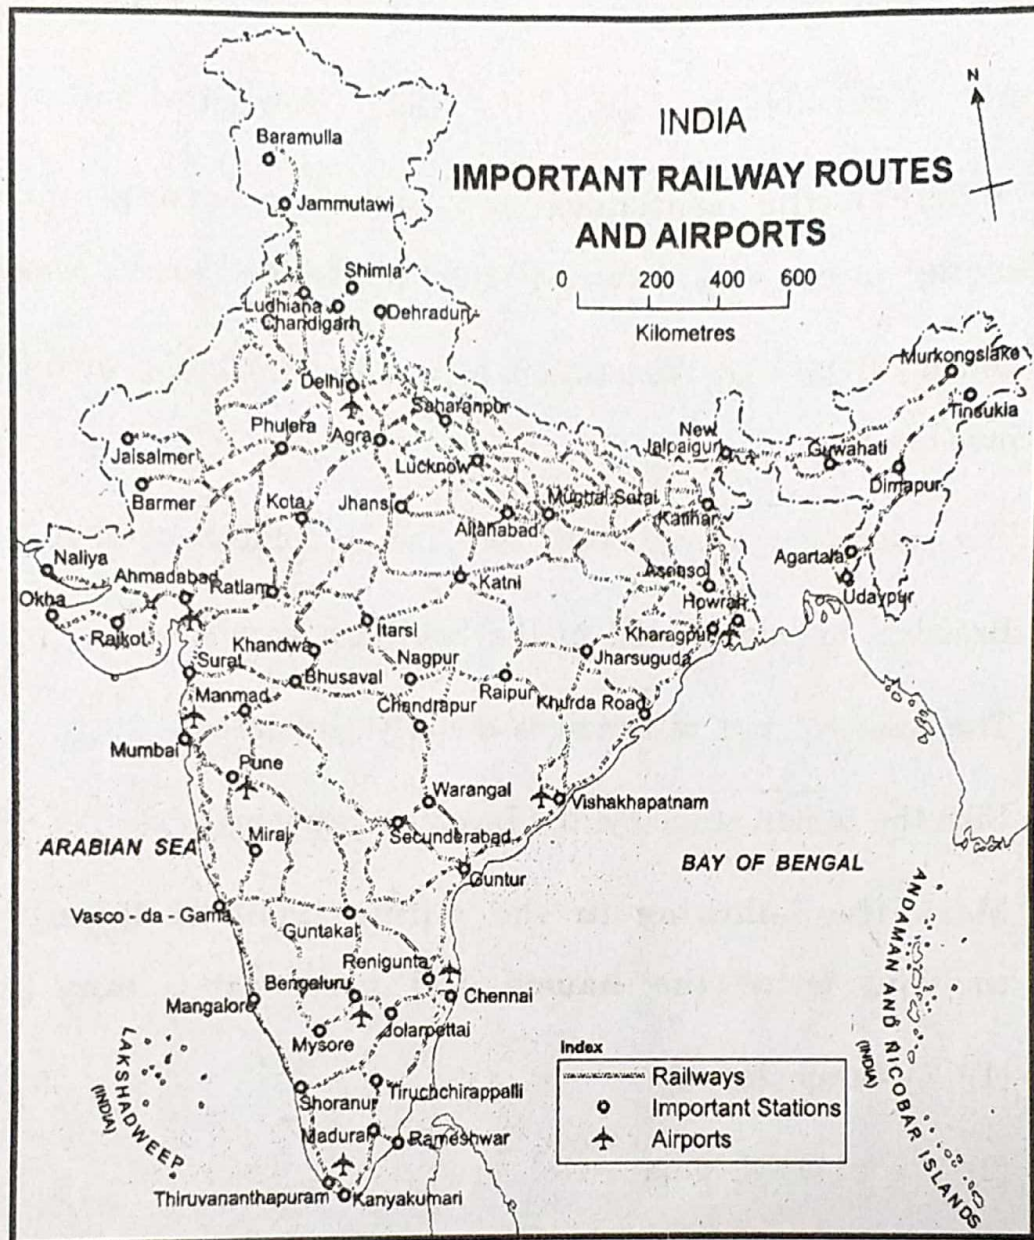 N
INDIA
IMPORTANT RAILWAY ROUTES
AND AIRPORTS
0 200 400 600
Kilometres
Baramulla
Jammutawi
Shimla
Ludhiana
Chandigarh
Dehradun
Delhi
Saharanpur
Murkongslake
Tinsukia
Phulera
Agra
New
Jalpaiguri
Guwahati
Jaisalmer
Lucknow
Dimapur
Barmer
Kota
Jhansi
Mughal Sarai
Allahabad
Katihar
Naliya
Ahmadabad
Ratlam
Katni
Asansol
Agartala
Okha
Howrah
Udaypur
Rajkot
Itarsi
Kharagpur
Khandwa
Surat
Nagpur
Jharsuguda
Bhusaval
Raipur
Manmad
Chandrapur
Khurda Road
Mumbai
Pune
Warangal
Vishakhapatnam
Miraj
Secunderabad
ARABIAN SEA
BAY OF BENGAL
Guntur
Vasco - da - Gama
Guntakal
Renigunta
Bengaluru
Chennai
Mangalore
Jolarpettai
Mysore
ANDAMAN AND NICOBAR ISLANDS
(INDIA)
LAKSHADWEEP
(INDIA)
Shoranur
Tiruchchirappalli
Madurai
Rameshwar
Thiruvananthapuram
Kanyakumari
Index
Railways
Important Stations
Airports